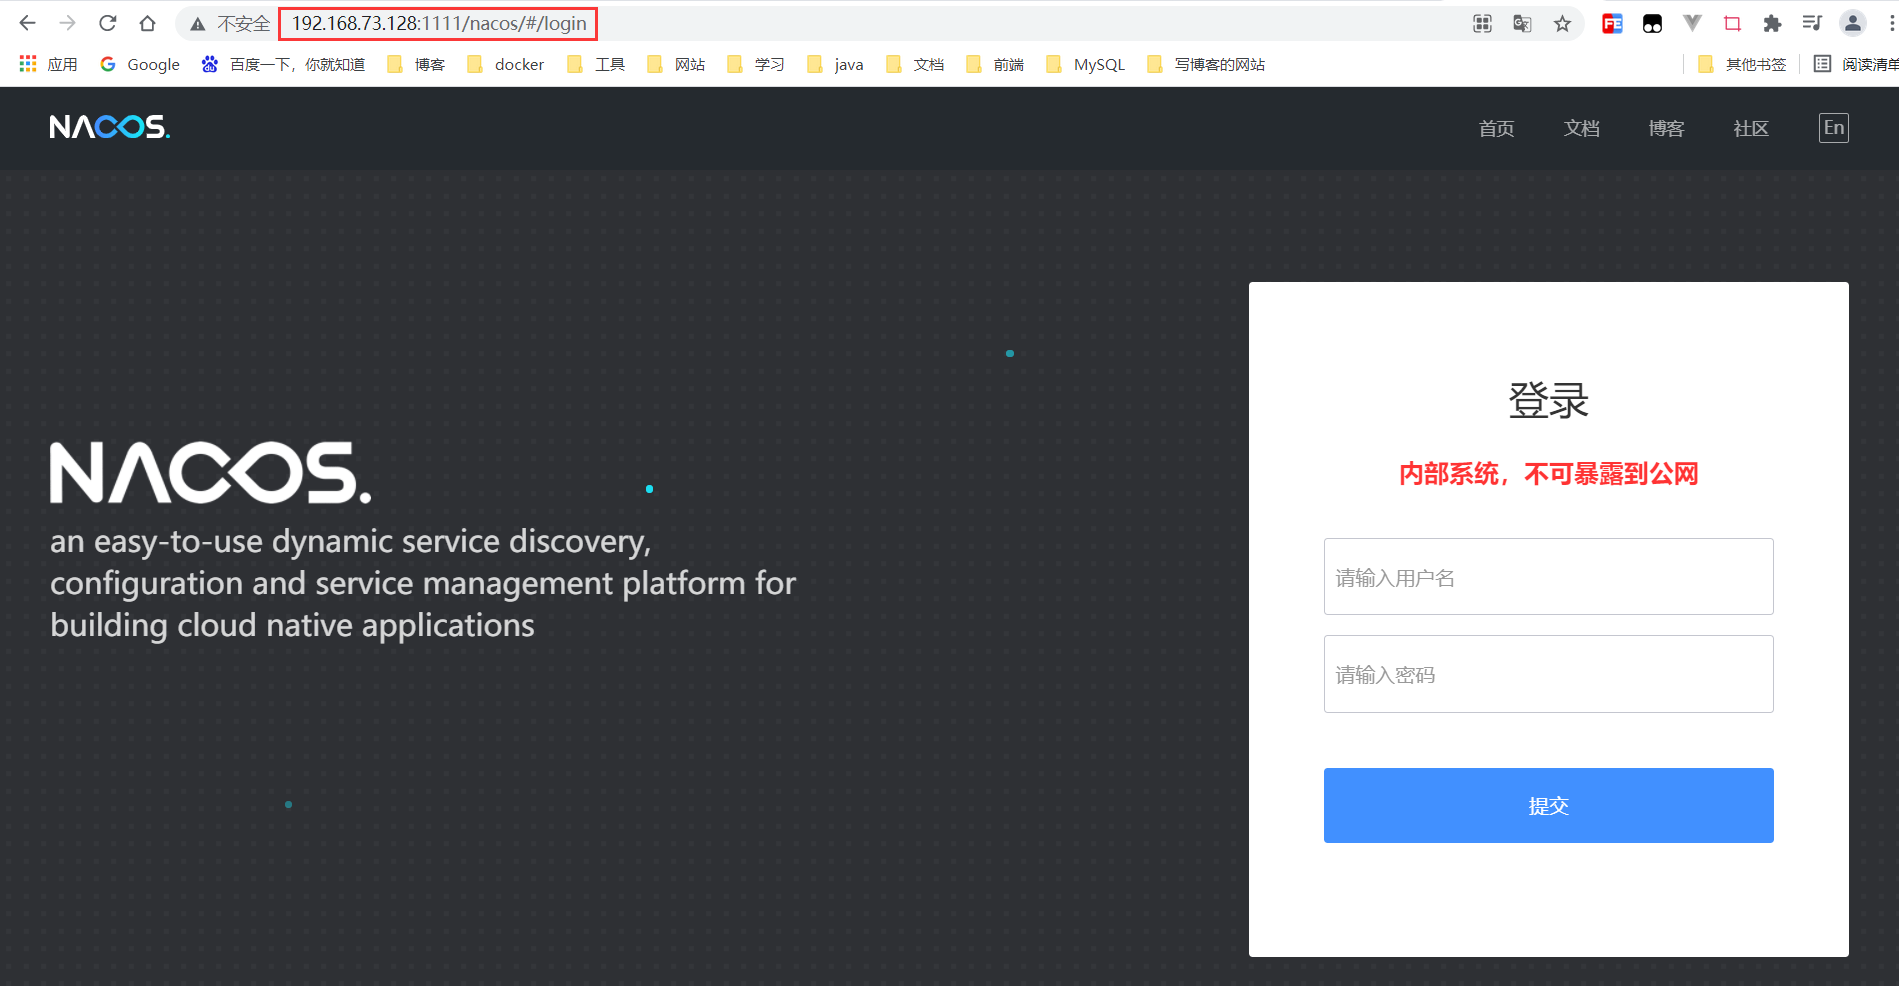 不安全 192.168.73.128:1111/nacos/#/login
应用 Google 百度一下，你就知道 博客 docker 工具 网站 学习 java 文档 前端 MySQL 写博客的网站 其他书签 阅读清单
NACOS. 首页 文档 博客 社区 En
登录
内部系统，不可暴露到公网
NACOS.
an easy-to-use dynamic service discovery,
configuration and service management platform for
building cloud native applications
请输入用户名
请输入密码
提交